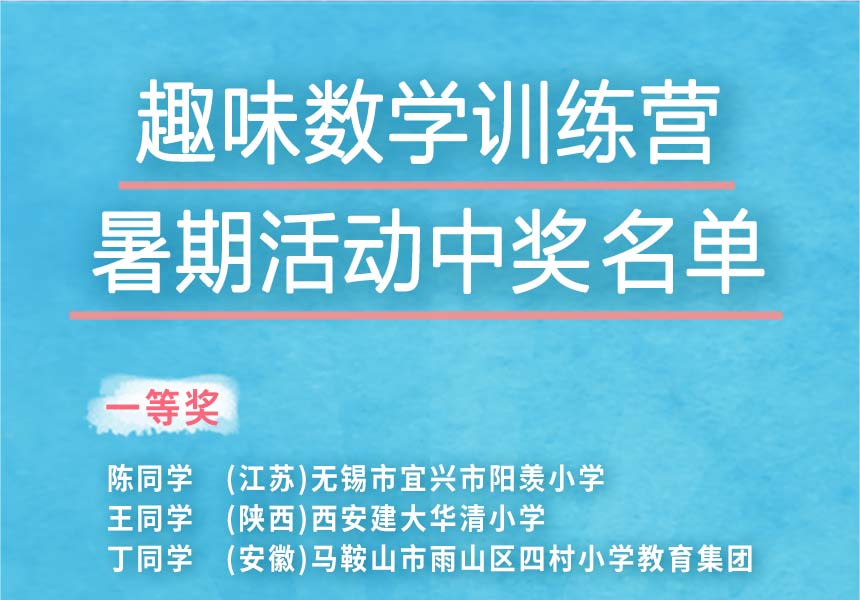 趣味数学训练营
暑期活动中奖名单
一等奖
陈同学 (江苏)无锡市宜兴市阳羡小学
王同学 (陕西)西安建大华清小学
丁同学 (安徽)马鞍山市雨山区四村小学教育集团